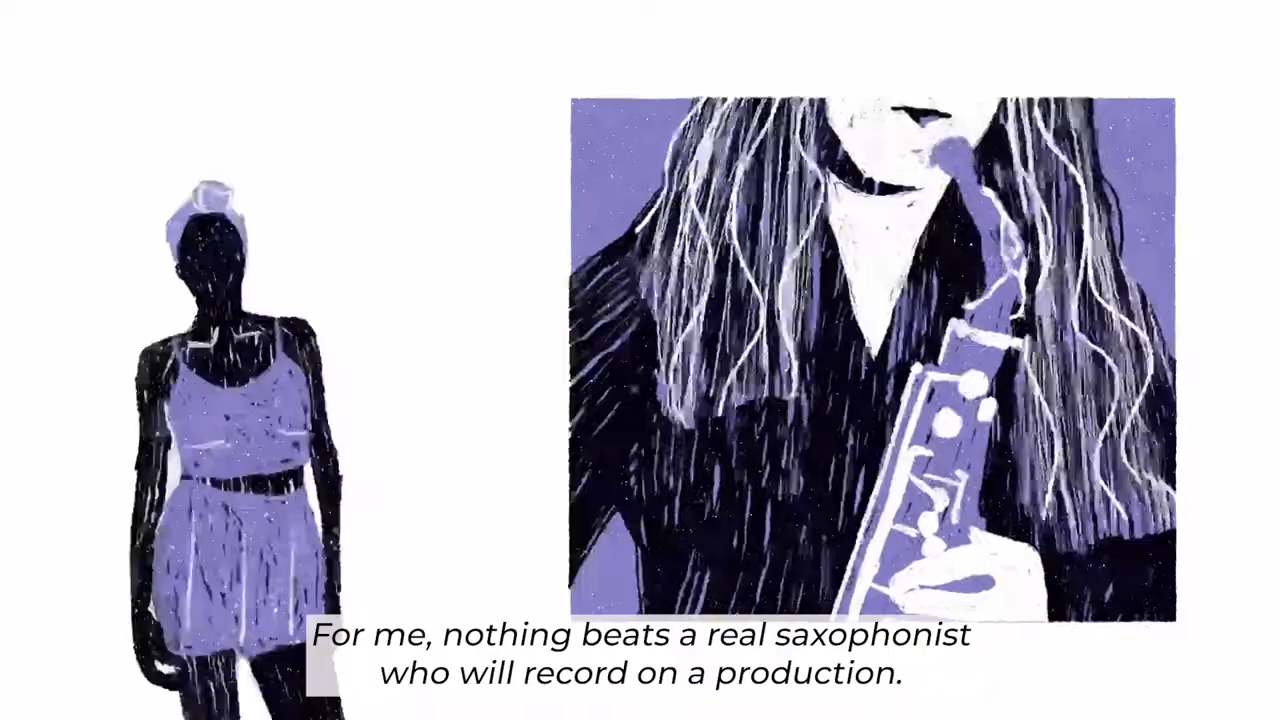 For me, nothing beats a real saxophonist
who will record on a production.